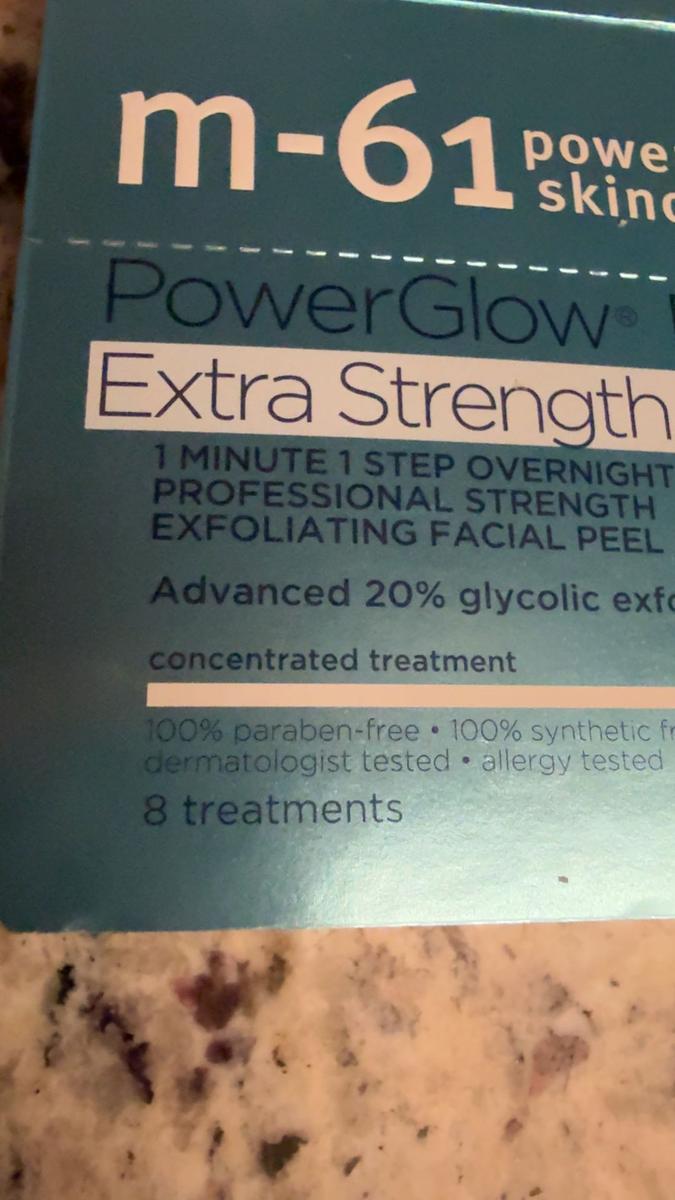 m-61
PowerGlow®
Extra Strength
1 MINUTE 1 STEP OVERNIGHT
PROFESSIONAL STRENGTH
EXFOLIATING FACIAL PEEL
Advanced 20% glycolic
concentrated treatment
100% paraben-free • 100% synthetic
dermatologist tested • allergy tested
8 treatments